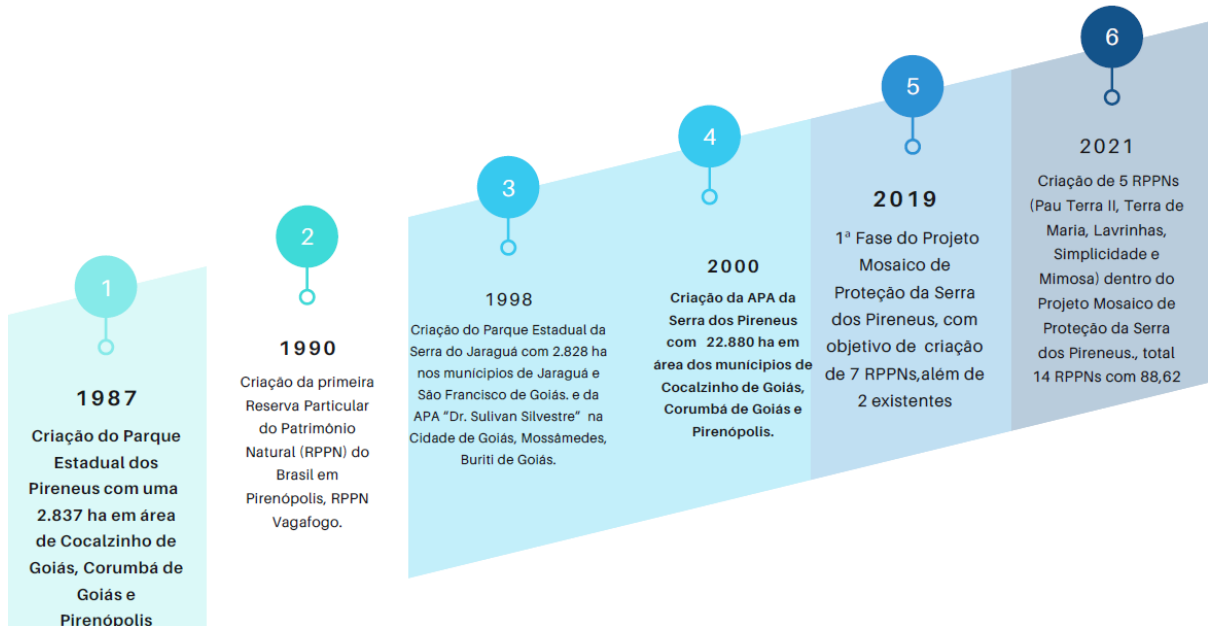 1
1987
Criação do Parque
Estadual dos
Pireneus com uma
2.837 ha em área
de Cocalzinho de
Goiás, Corumbá de
Goiás e
Pirenópolis
2
1990
Criação da primeira
Reserva Particular
do Patrimônio
Natural (RPPN) do
Brasil em
Pirenópolis, RPPN
Vagafogo.
3
1998
Criação do Parque Estadual da
Serra do Jaraguá com 2.828 ha
nos munícipios de Jaraguá e
São Francisco de Goiás. e da
APA “Dr. Sulivan Silvestre” na
Cidade de Goiás, Mossâmedes,
Buriti de Goiás.
4
2000
Criação da APA da
Serra dos Pireneus
com 22.880 ha em
área dos munícipios de
Cocalzinho de Goiás,
Corumbá de Goiás e
Pirenópolis.
5
2019
1ª Fase do Projeto
Mosaico de
Proteção da Serra
dos Pireneus, com
objetivo de criação
de 7 RPPNs,além de
2 existentes
6
2021
Criação de 5 RPPNs
(Pau Terra II, Terra de
Maria, Lavrinhas,
Simplicidade e
Mimosa) dentro do
Projeto Mosaico de
Proteção da Serra
dos Pireneus., total
14 RPPNs com 88,62